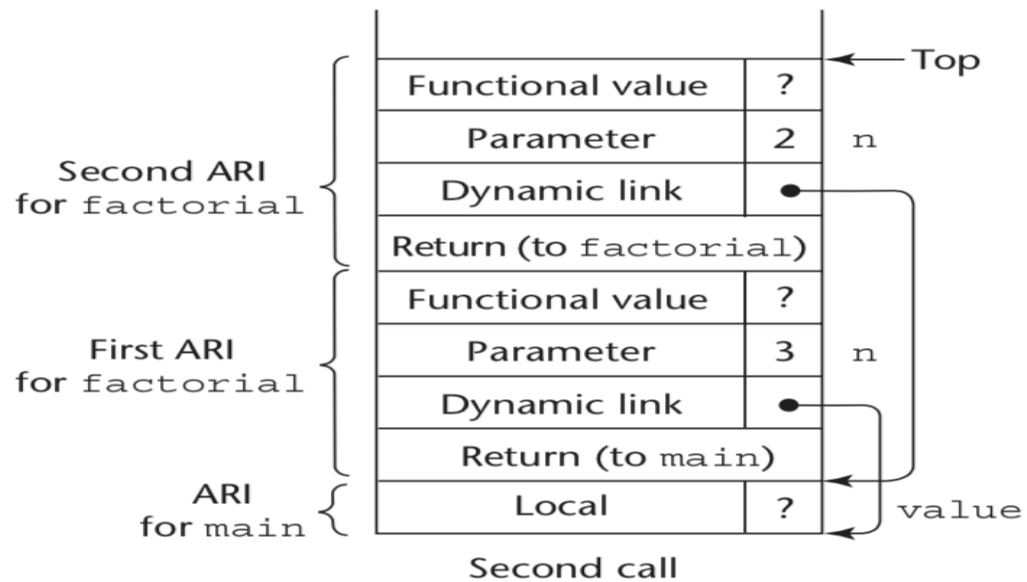 Top
Functional value ?
Parameter 2 n
Second ARI
for factorial
Dynamic link
Return (to factorial)
Functional value ?
First ARI
for factorial
Parameter 3 n
Dynamic link
Return (to main)
ARI
for main
Local ? value
Second call